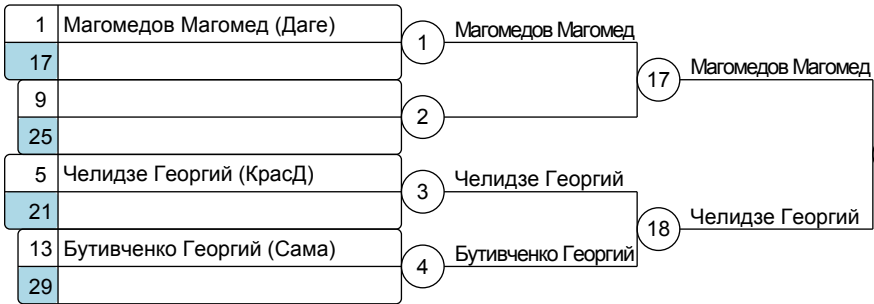 1 Магомедов Магомед (Даге)
17
1
Магомедов Магомед
9
25
2
17
Магомедов Магомед
5 Челидзе Георгий (КрасД)
21
3
Челидзе Георгий
13 Бутивченко Георгий (Сама)
29
4
Бутивченко Георгий
18
Челидзе Георгий